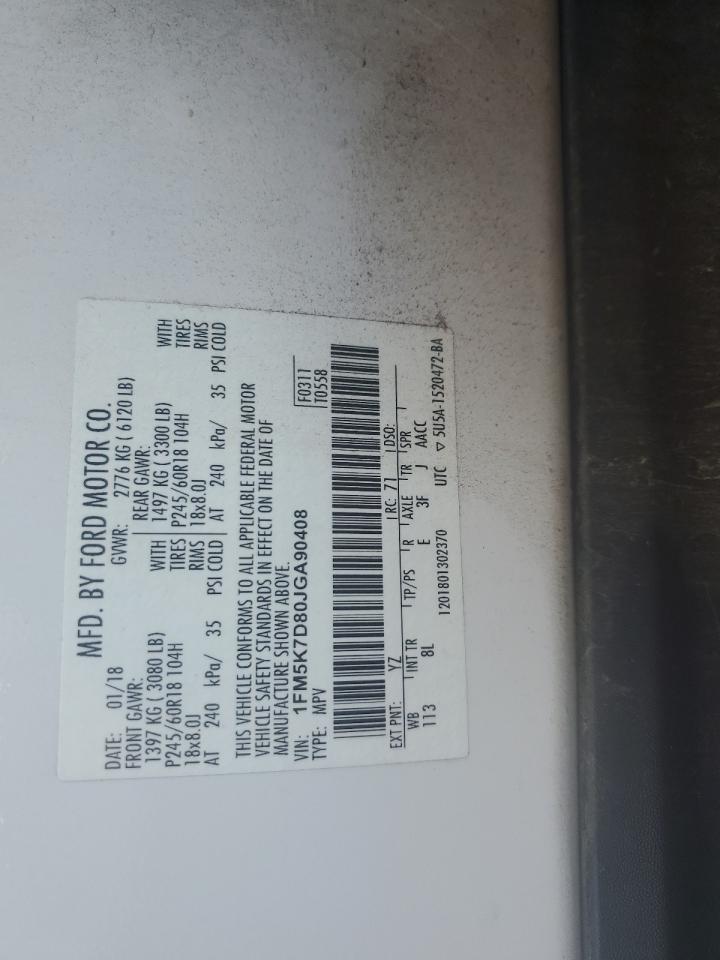 MFD. BY FORD MOTOR CO.
DATE: 01/18 GVWR: 2776 KG ( 6120 LB)
FRONT GAWR: REAR GAWR:
1397 KG ( 3080 LB) WITH 1497 KG ( 3300 LB) WITH
P245/60R18 104H TIRES P245/60R18 104H TIRES
18x8.0J RIMS 18x8.0J RIMS
AT 240 kPa/ 35 PSI COLD AT 240 kPa/ 35 PSI COLD
THIS VEHICLE CONFORMS TO ALL APPLICABLE FEDERAL MOTOR
VEHICLE SAFETY STANDARDS IN EFFECT ON THE DATE OF
MANUFACTURE SHOWN ABOVE.
VIN: 1FM5K7D80JGA90408 F0311
TYPE: MPV T0558
EXT PNT: YZ RC: 71 DSO:
WB INT TR TP/PS R AXLE TR SPR
113 8L E 3F J AACC
1201801302370 UTC ▽ 5U5A-1520472-BA